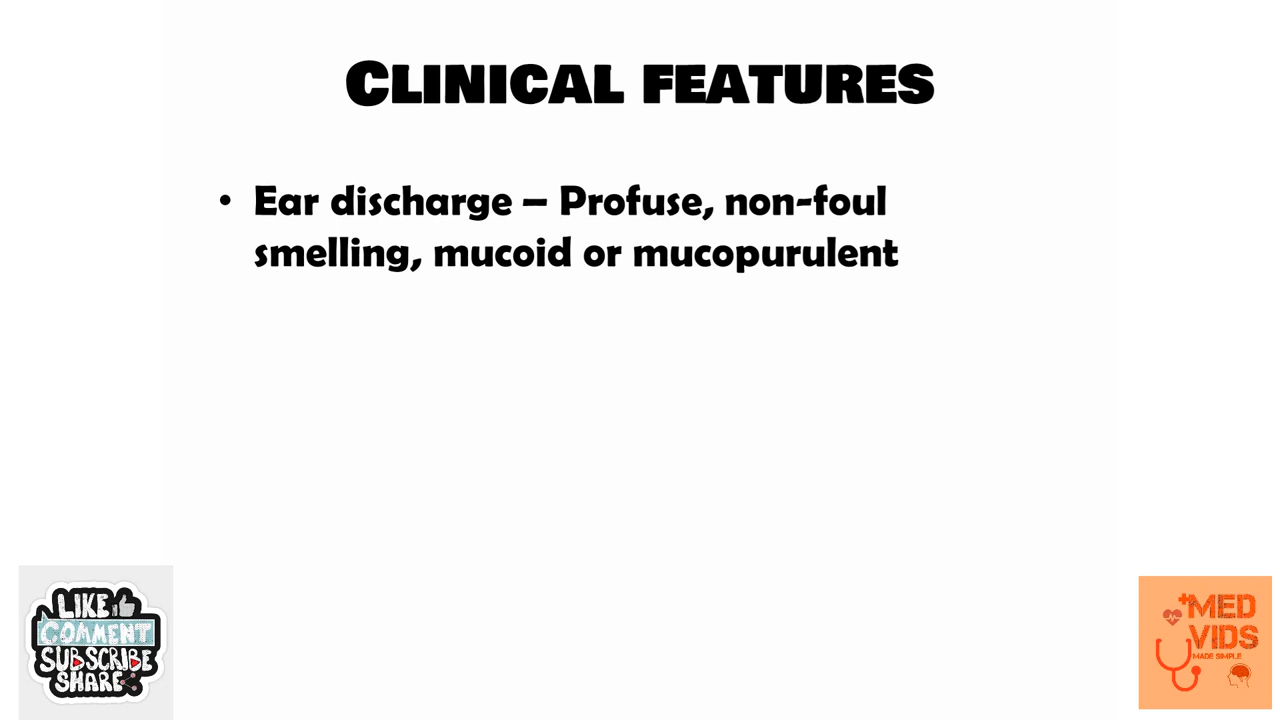 CLINICAL FEATURES
• Ear discharge – Profuse, non-foul
smelling, mucoid or mucopurulent
LIKE
COMMENT
SUBSCRIBE
SHARE
MED
VIDS
MADE SIMPLE